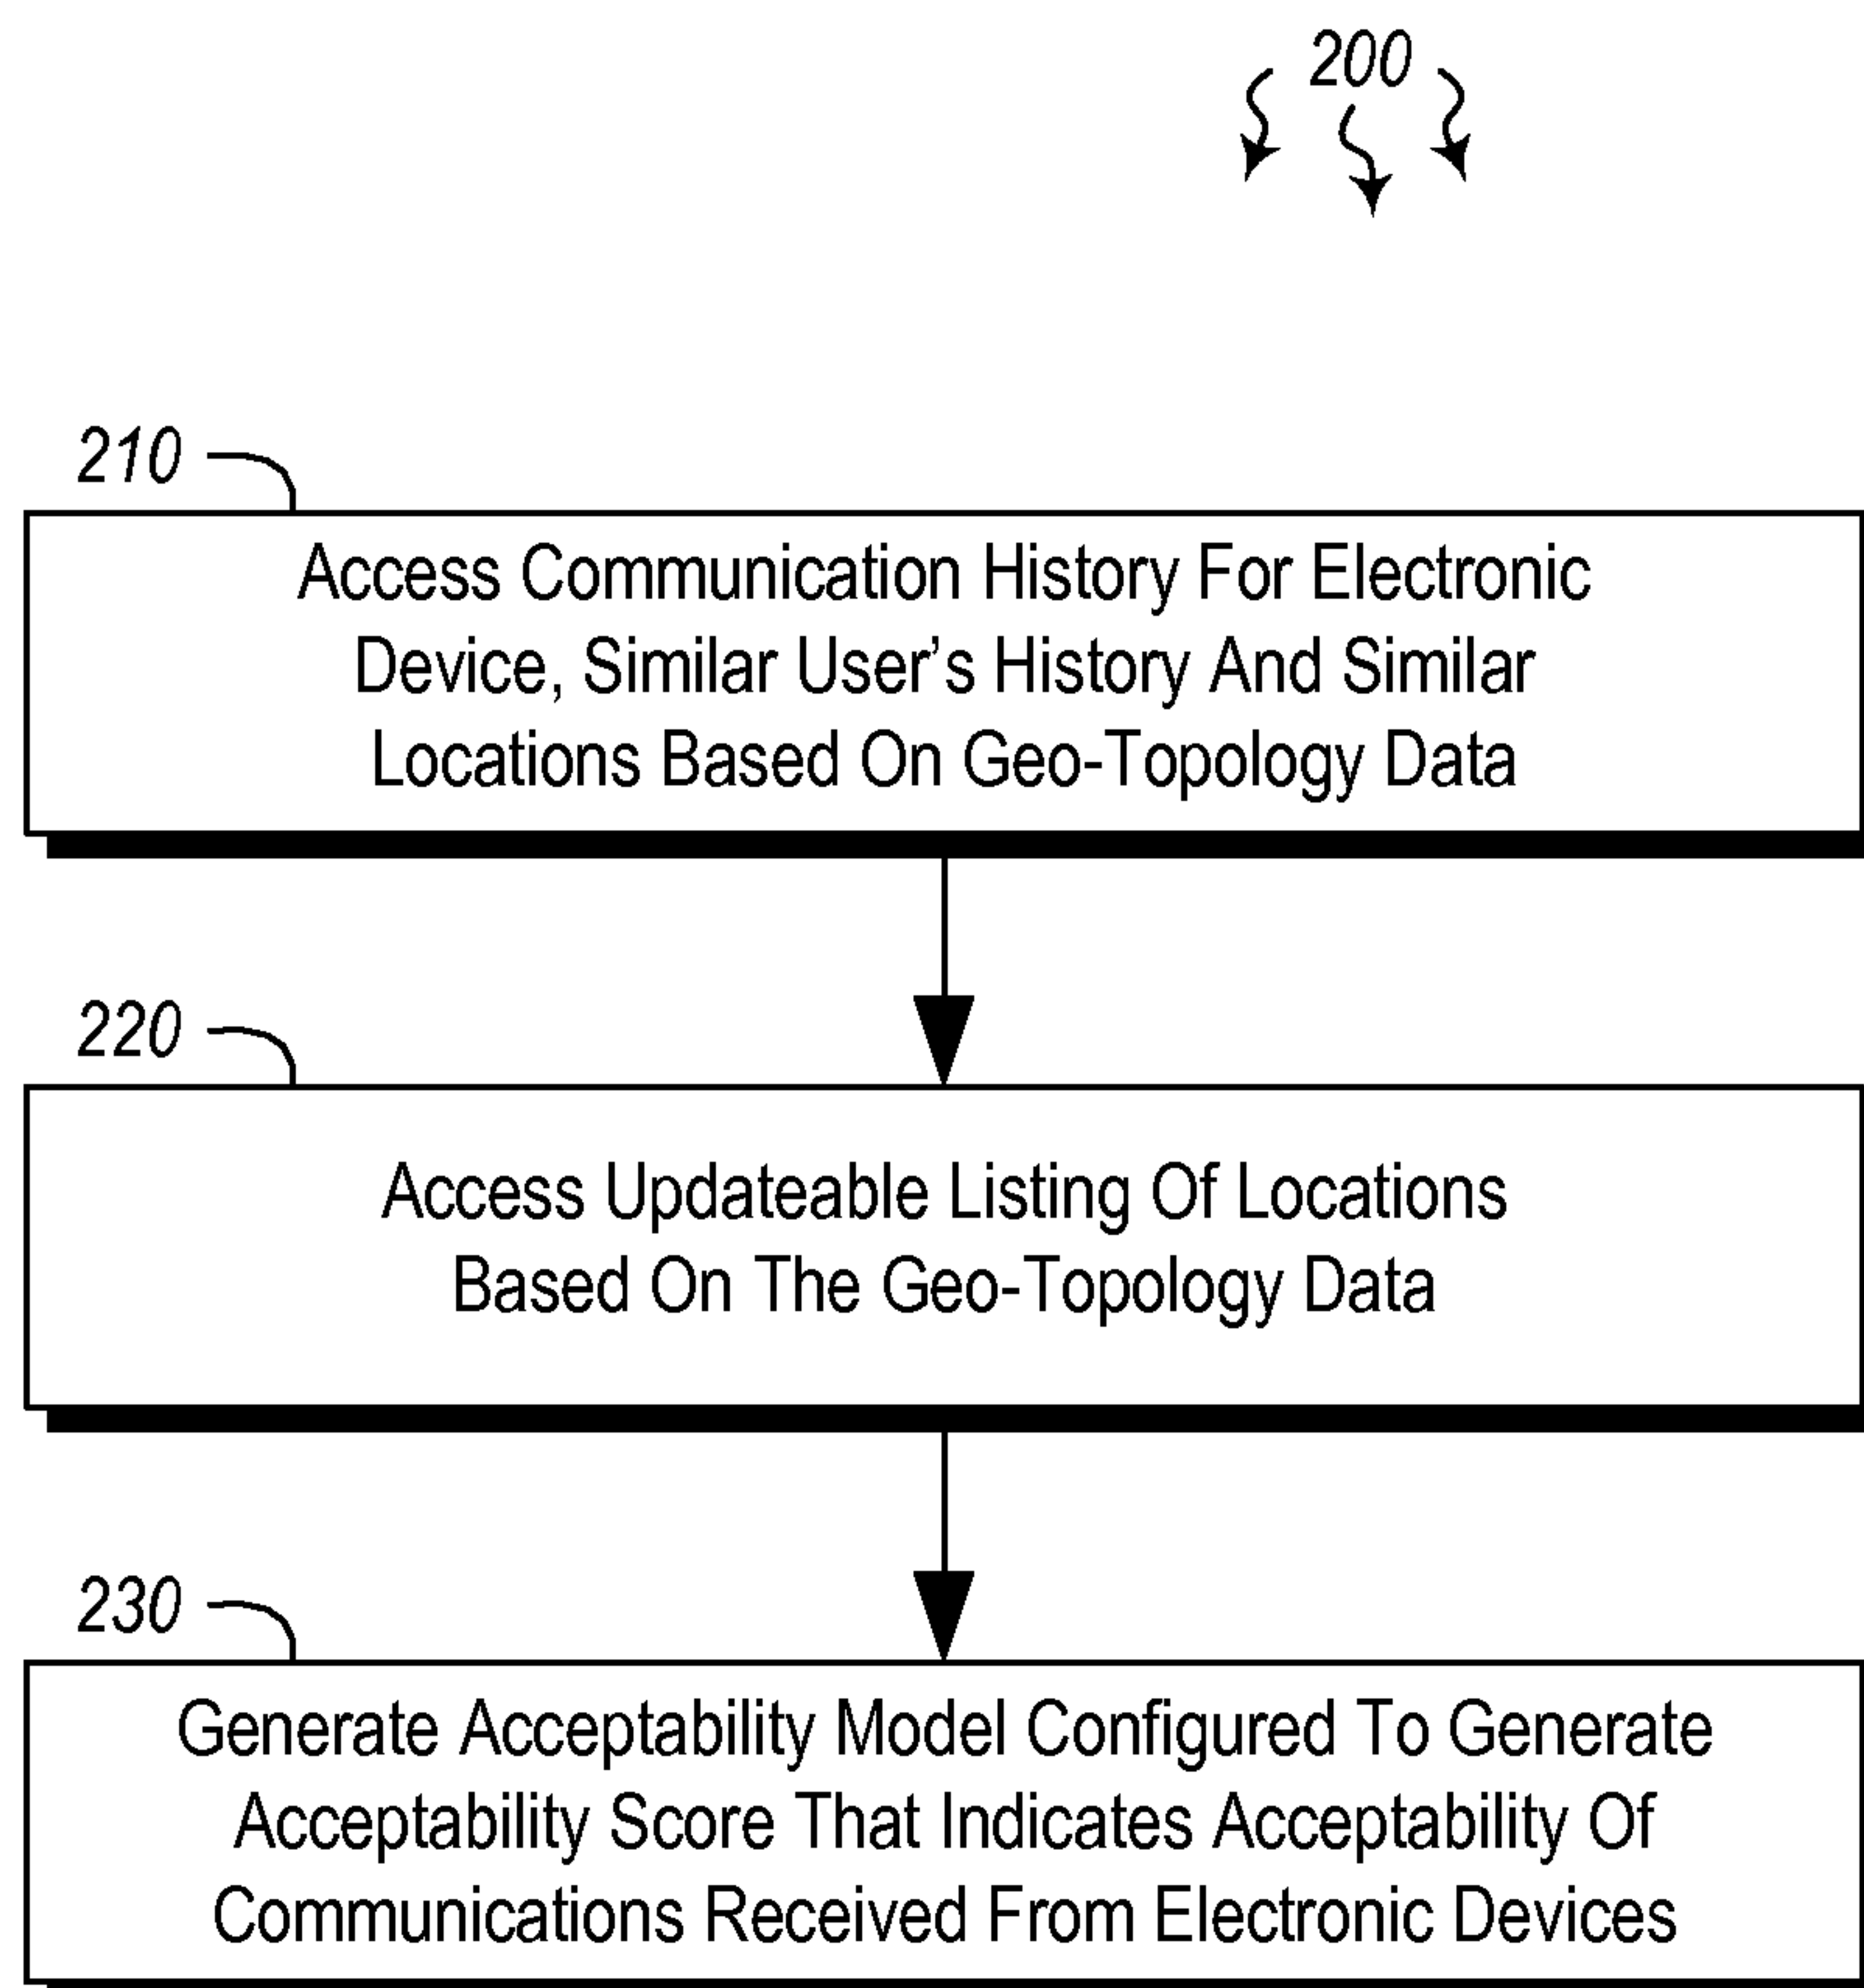 200
210
Access Communication History For Electronic
Device, Similar User's History And Similar
Locations Based On Geo-Topology Data
220
Access Updateable Listing Of Locations
Based On The Geo-Topology Data
230
Generate Acceptability Model Configured To Generate
Acceptability Score That Indicates Acceptability Of
Communications Received From Electronic Devices